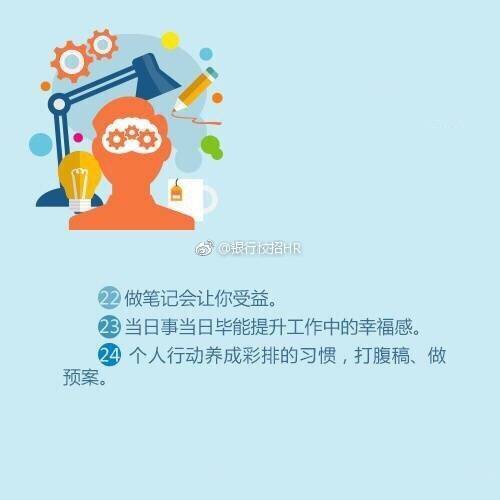 @银行校招HR
22 做笔记会让你受益。
23 当日事当日毕能提升工作中的幸福感。
24 个人行动养成彩排的习惯，打腹稿、做
预案。